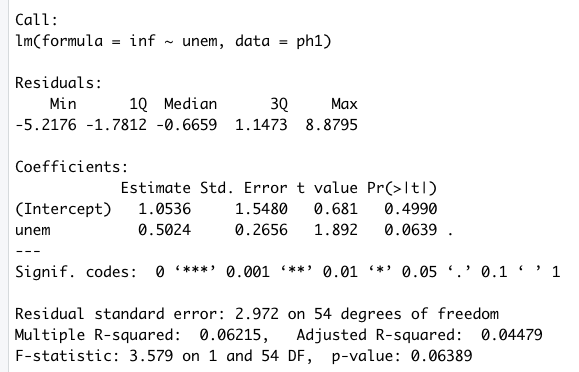 Call:
lm(formula = inf ~ unem, data = ph1)
Residuals:
Min 1Q Median 3Q Max
-5.2176 -1.7812 -0.6659 1.1473 8.8795
Coefficients:
Estimate Std. Error t value Pr(>|t|)
(Intercept) 1.0536 1.5480 0.681 0.4990
unem 0.5024 0.2656 1.892 0.0639 .
---
Signif. codes: 0 ‘***’ 0.001 ‘**’ 0.01 ‘*’ 0.05 ‘.’ 0.1 ‘ ’ 1
Residual standard error: 2.972 on 54 degrees of freedom
Multiple R-squared: 0.06215, Adjusted R-squared: 0.04479
F-statistic: 3.579 on 1 and 54 DF, p-value: 0.06389